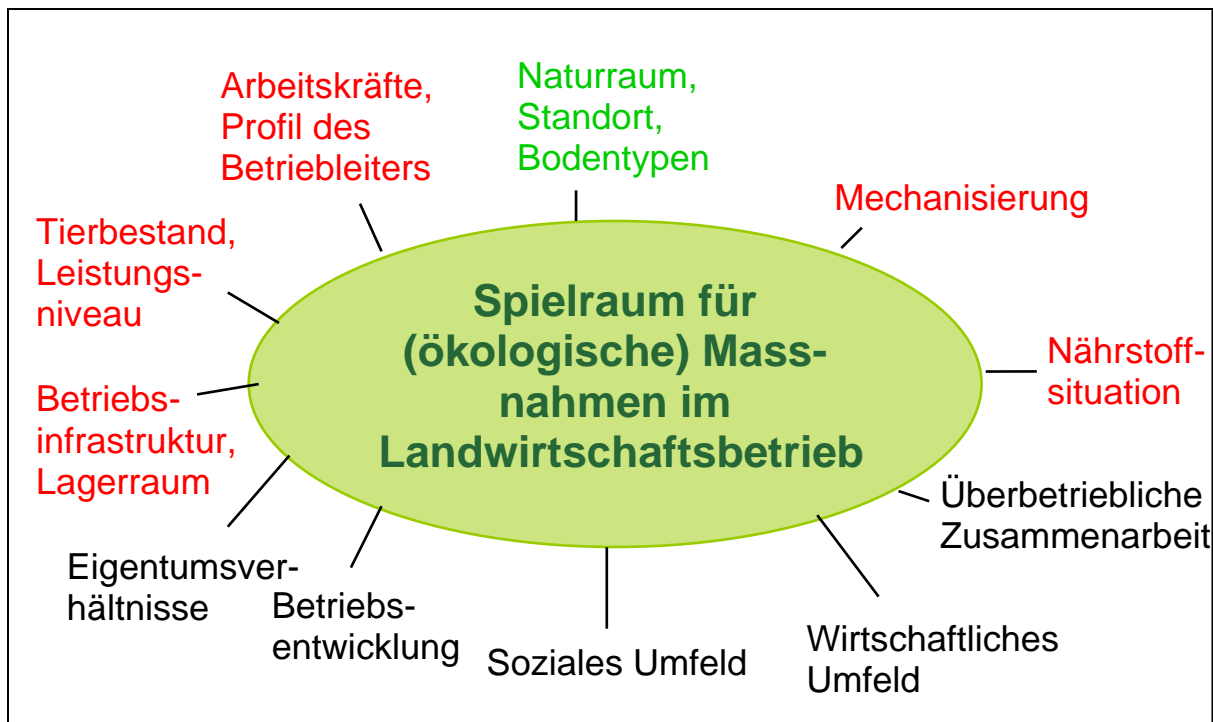 Arbeitskräfte,
Profil des
Betriebleiters
Naturraum,
Standort,
Bodentypen
Mechanisierung
Tierbestand,
Leistungs-
niveau
Spielraum für
(ökologische) Mass-
nahmen im
Landwirtschaftsbetrieb
Nährstoff-
situation
Betriebs-
infrastruktur,
Lagerraum
Überbetriebliche
Zusammenarbeit
Eigentumsver-
hältnisse
Betriebs-
entwicklung
Soziales Umfeld
Wirtschaftliches
Umfeld